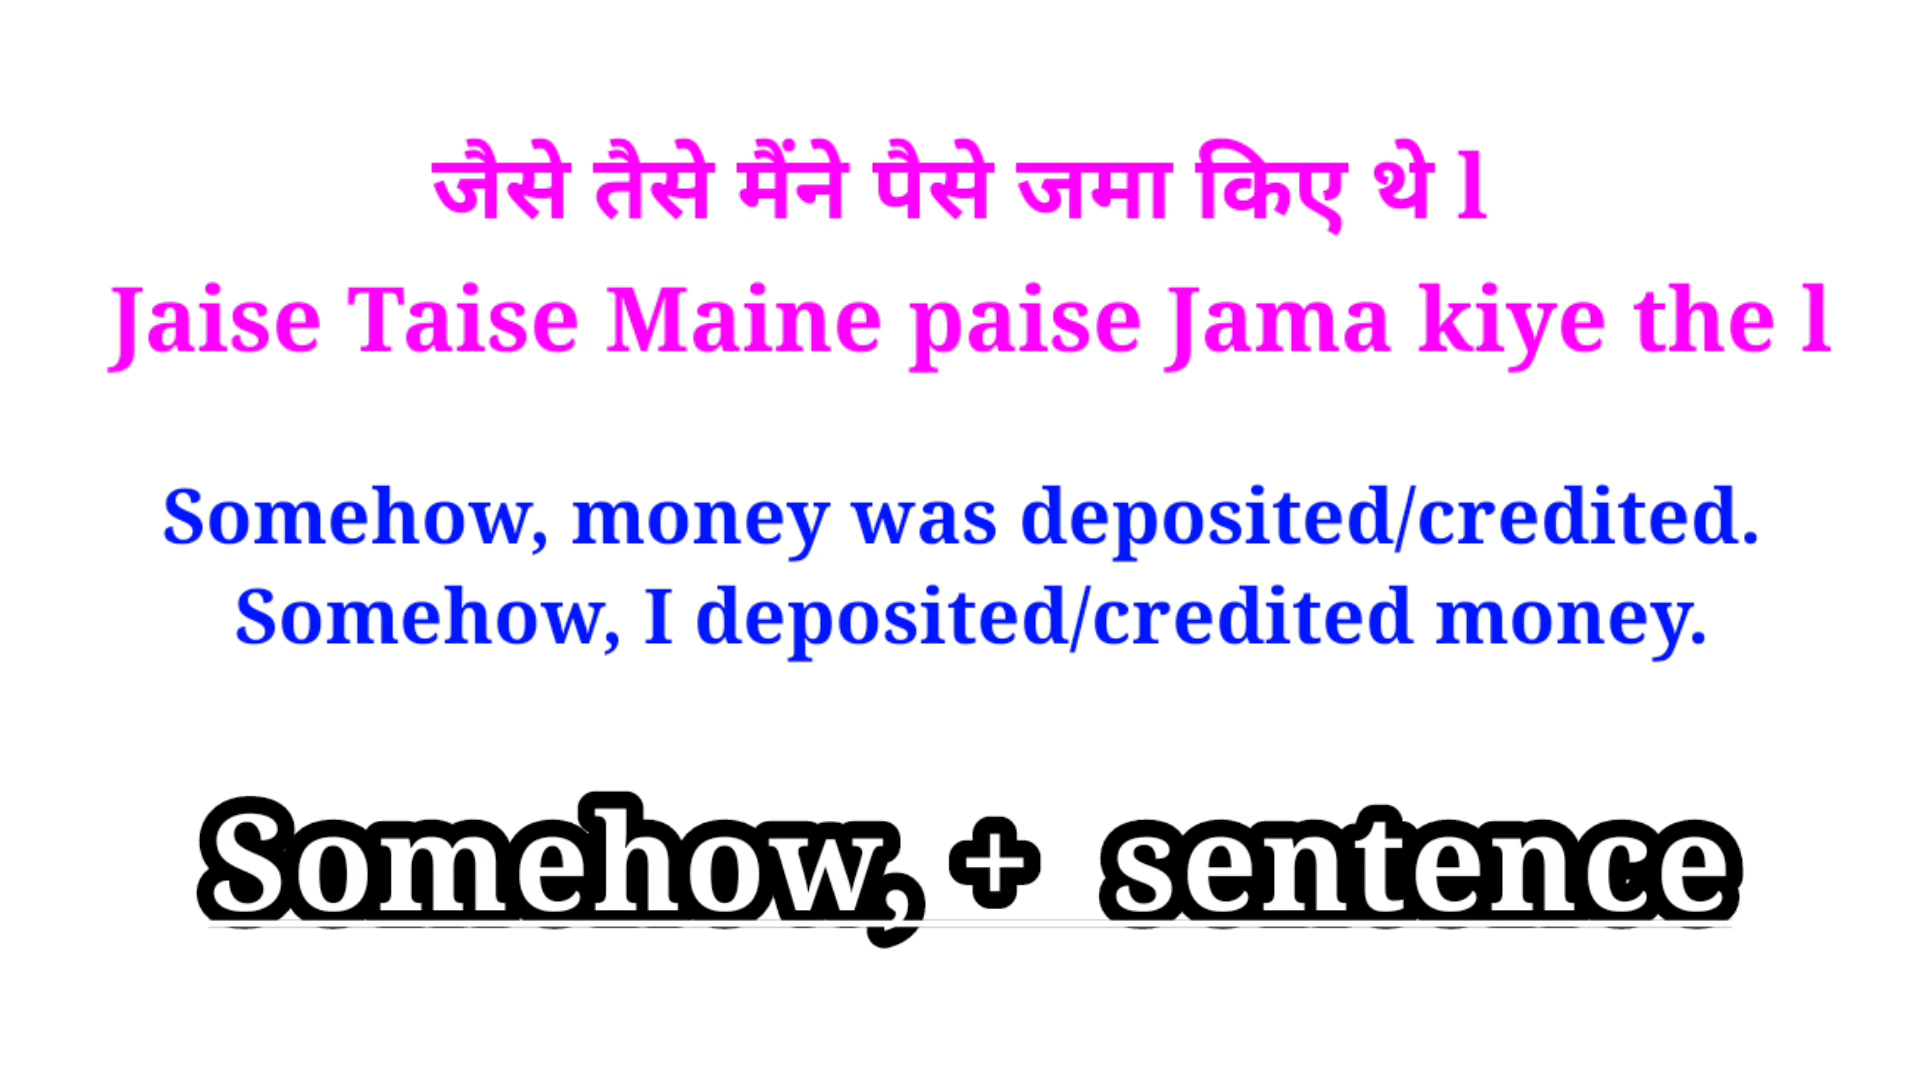 जैसे तैसे मैंने पैसे जमा किए थे l
Jaise Taise Maine paise Jama kiye the l
Somehow, money was deposited/credited.
Somehow, I deposited/credited money.
Somehow, + sentence